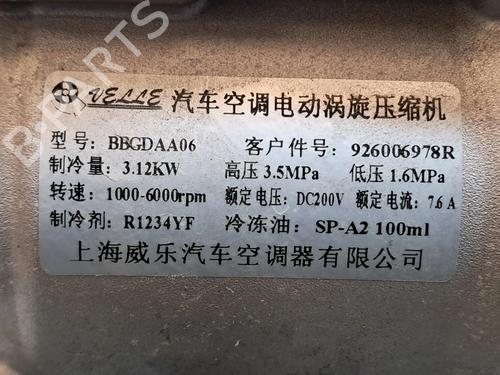 VELLE 汽车空调电动涡旋压缩机
型号: BBGDAA06 客户件号: 926006978R
制冷量: 3.12KW 高压 3.5MPa 低压 1.6MPa
转速: 1000-6000rpm 额定电压: DC200V 额定电流: 7.6 A
制冷剂: R1234YF 冷冻油: SP-A2 100ml
上海威乐汽车空调器有限公司
B-PARTS